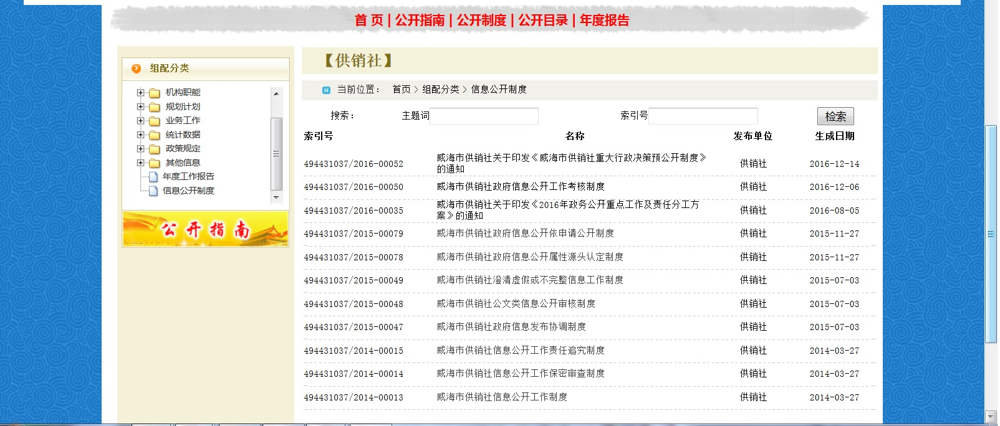 首 页 | 公开指南 | 公开制度 | 公开目录 | 年度报告
组配分类
机构职能
规划计划
业务工作
统计数据
政策规定
其他信息
年度工作报告
信息公开制度
公开指南
【供销社】
H 当前位置： 首页 > 组配分类 > 信息公开制度
搜索： 主题词 索引号 检索
索引号 名称 发布单位 生成日期
494431037/2016-00052 威海市供销社关于印发《威海市供销社重大行政决策预公开制度》 供销社 2016-12-14
的通知
494431037/2016-00050 威海市供销社政府信息公开工作考核制度 供销社 2016-12-06
494431037/2016-00035 威海市供销社关于印发《2016年政务公开重点工作及责任分工方 供销社 2016-08-05
案》的通知
494431037/2015-00079 威海市供销社政府信息公开依申请公开制度 供销社 2015-11-27
494431037/2015-00078 威海市供销社政府信息公开属性源头认定制度 供销社 2015-11-27
494431037/2015-00049 威海市供销社澄清虚假或不完整信息工作制度 供销社 2015-07-03
494431037/2015-00048 威海市供销社公文类信息公开审核制度 供销社 2015-07-03
494431037/2015-00047 威海市供销社政府信息发布协调制度 供销社 2015-07-03
494431037/2014-00015 威海市供销社信息公开工作责任追究制度 供销社 2014-03-27
494431037/2014-00014 威海市供销社信息公开工作保密审查制度 供销社 2014-03-27
494431037/2014-00013 威海市供销社信息公开工作制度 供销社 2014-03-27